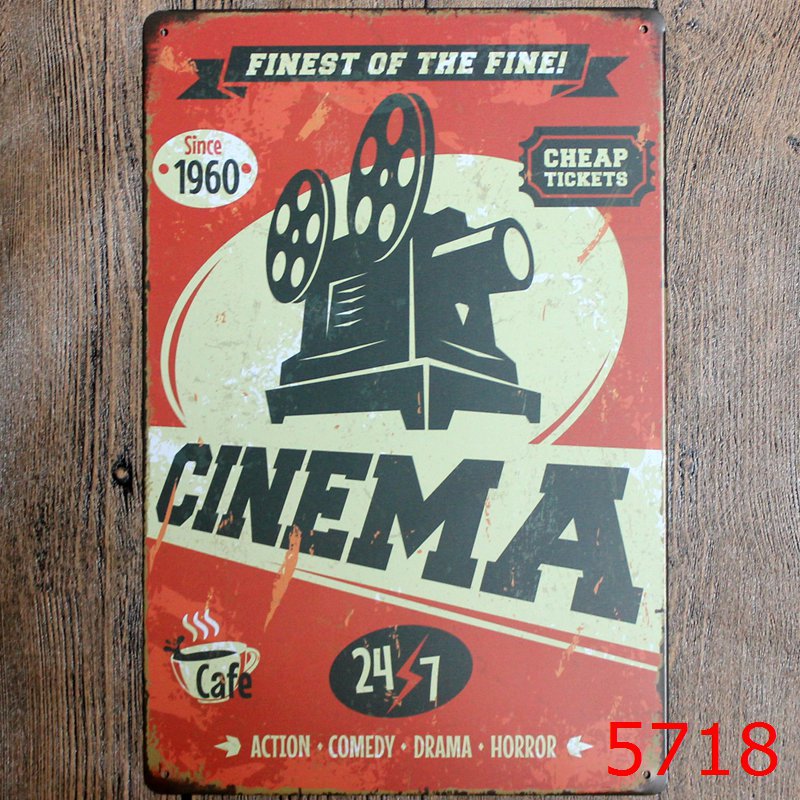 FINEST OF THE FINE!
Since
1960
CHEAP
TICKETS
CINEMA
Cafe
24 7
ACTION • COMEDY • DRAMA • HORROR
5718